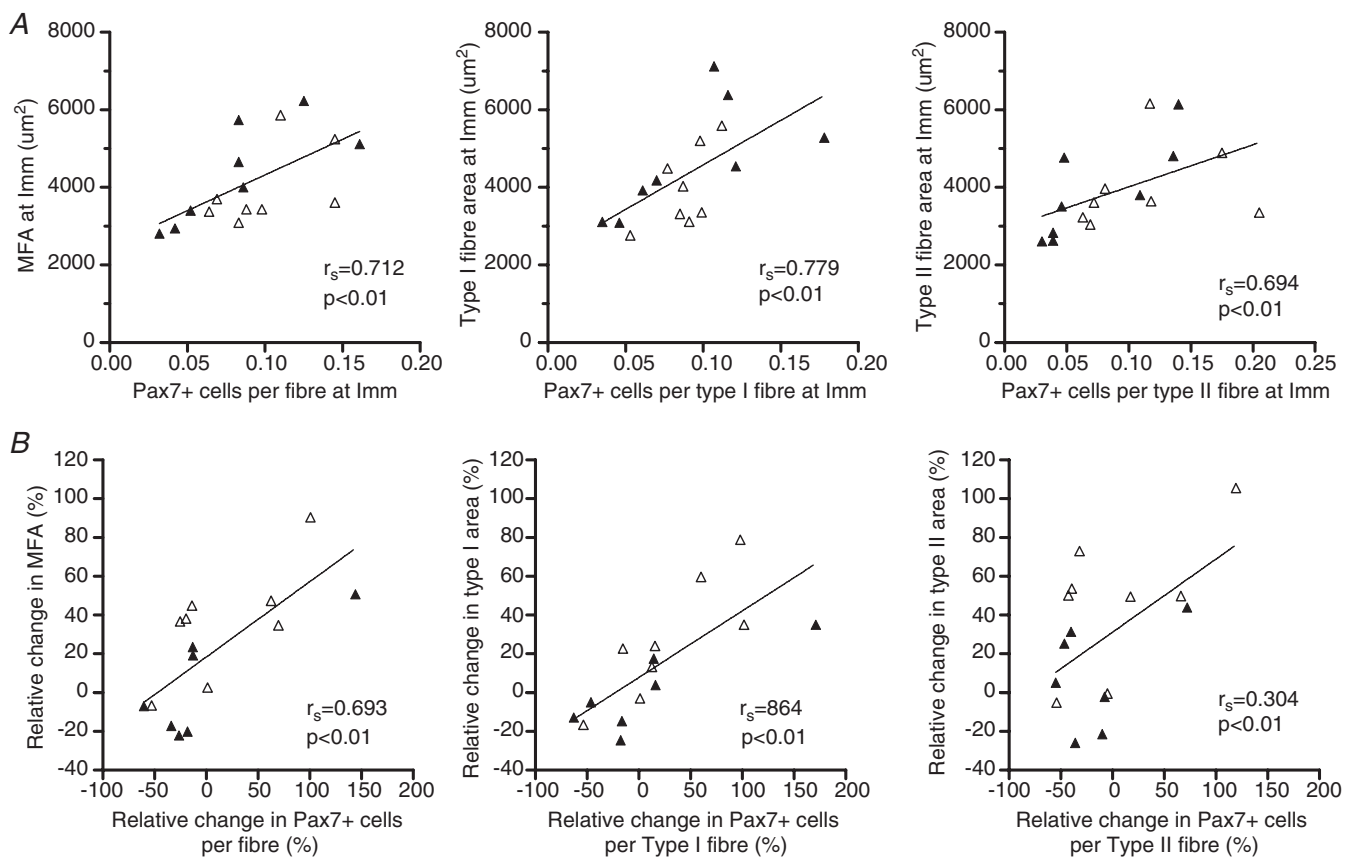 A
8000
6000
4000
2000
0
MFA at Imm (um²)
rₛ=0.712
p<0.01
0.00 0.05 0.10 0.15 0.20
Pax7+ cells per fibre at Imm
8000
6000
4000
2000
0
Type I fibre area at Imm (um²)
rₛ=0.779
p<0.01
0.00 0.05 0.10 0.15 0.20
Pax7+ cells per type I fibre at Imm
8000
6000
4000
2000
0
Type II fibre area at Imm (um²)
rₛ=0.694
p<0.01
0.00 0.05 0.10 0.15 0.20 0.25
Pax7+ cells per type II fibre at Imm
B
120
100
80
60
40
20
0
-20
-40
Relative change in MFA (%)
rₛ=0.693
p<0.01
-100 -50 0 50 100 150 200
Relative change in Pax7+ cells
per fibre (%)
120
100
80
60
40
20
0
-20
-40
Relative change in type I area (%)
rₛ=864
p<0.01
-100 -50 0 50 100 150 200
Relative change in Pax7+ cells
per Type I fibre (%)
120
100
80
60
40
20
0
-20
-40
Relative change in type II area (%)
rₛ=0.304
p<0.01
-100 -50 0 50 100 150 200
Relative change in Pax7+ cells
per Type II fibre (%)